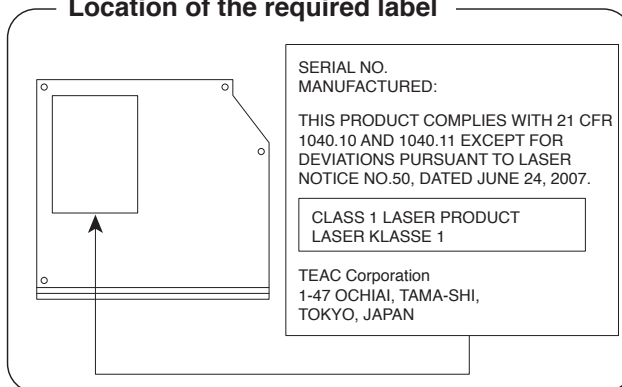 Location of the required label
SERIAL NO.
MANUFACTURED:
THIS PRODUCT COMPLIES WITH 21 CFR
1040.10 AND 1040.11 EXCEPT FOR
DEVIATIONS PURSUANT TO LASER
NOTICE NO.50, DATED JUNE 24, 2007.
CLASS 1 LASER PRODUCT
LASER KLASSE 1
TEAC Corporation
1-47 OCHIAI, TAMA-SHI,
TOKYO, JAPAN